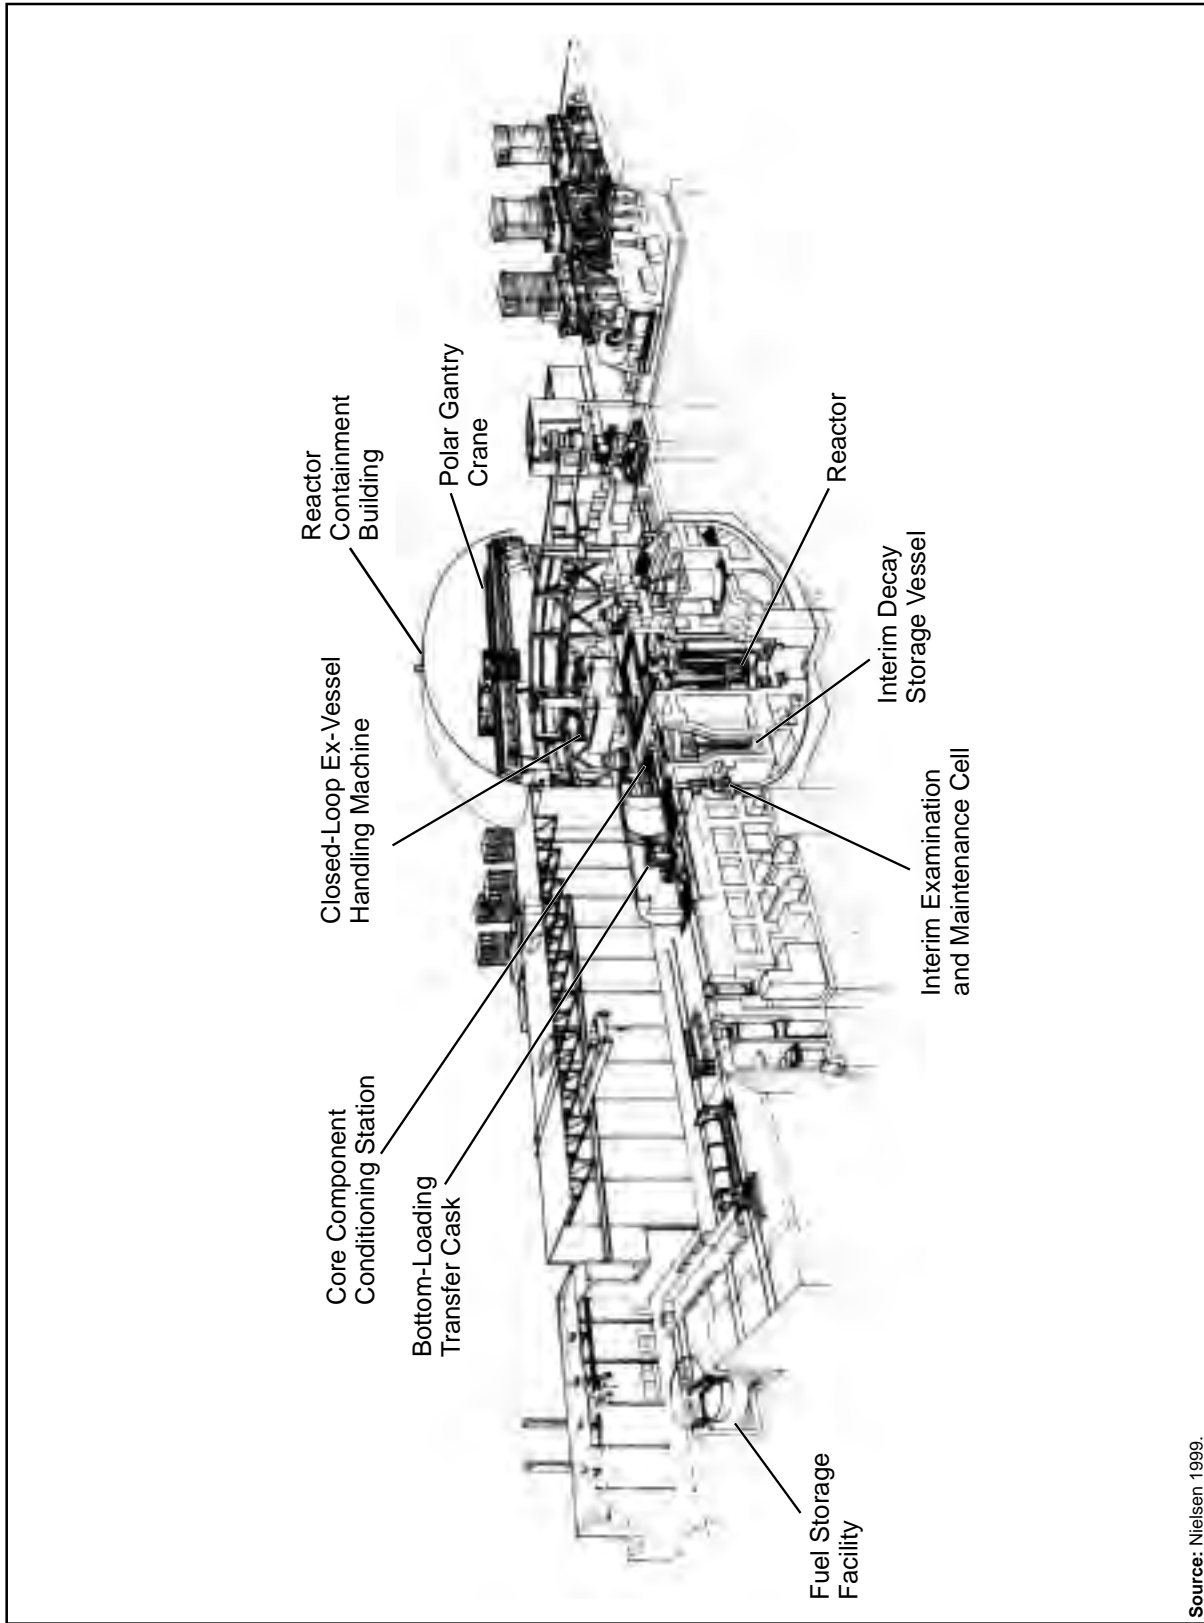 Reactor
Containment
Building
Polar Gantry
Crane
Closed-Loop Ex-Vessel
Handling Machine
Core Component
Conditioning Station
Bottom-Loading
Transfer Cask
Fuel Storage
Facility
Interim Examination
and Maintenance Cell
Interim Decay
Storage Vessel
Reactor
Source: Nielsen 1999.